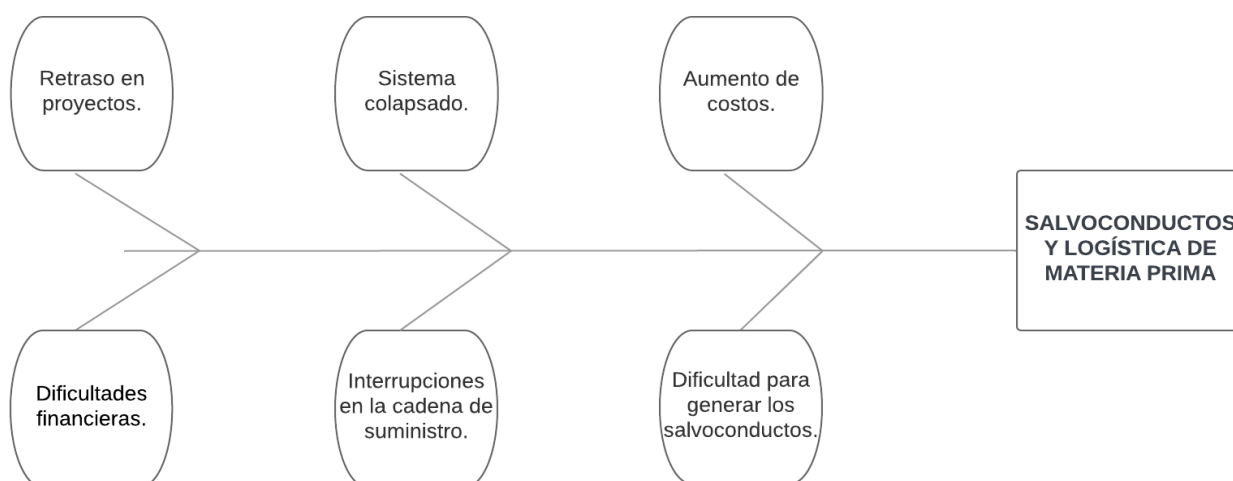 Retraso en
proyectos.
Sistema
colapsado.
Aumento de
costos.
SALVOCONDUCTOS
Y LOGÍSTICA DE
MATERIA PRIMA
Dificultades
financieras.
Interrupciones
en la cadena de
suministro.
Dificultad para
generar los
salvoconductos.